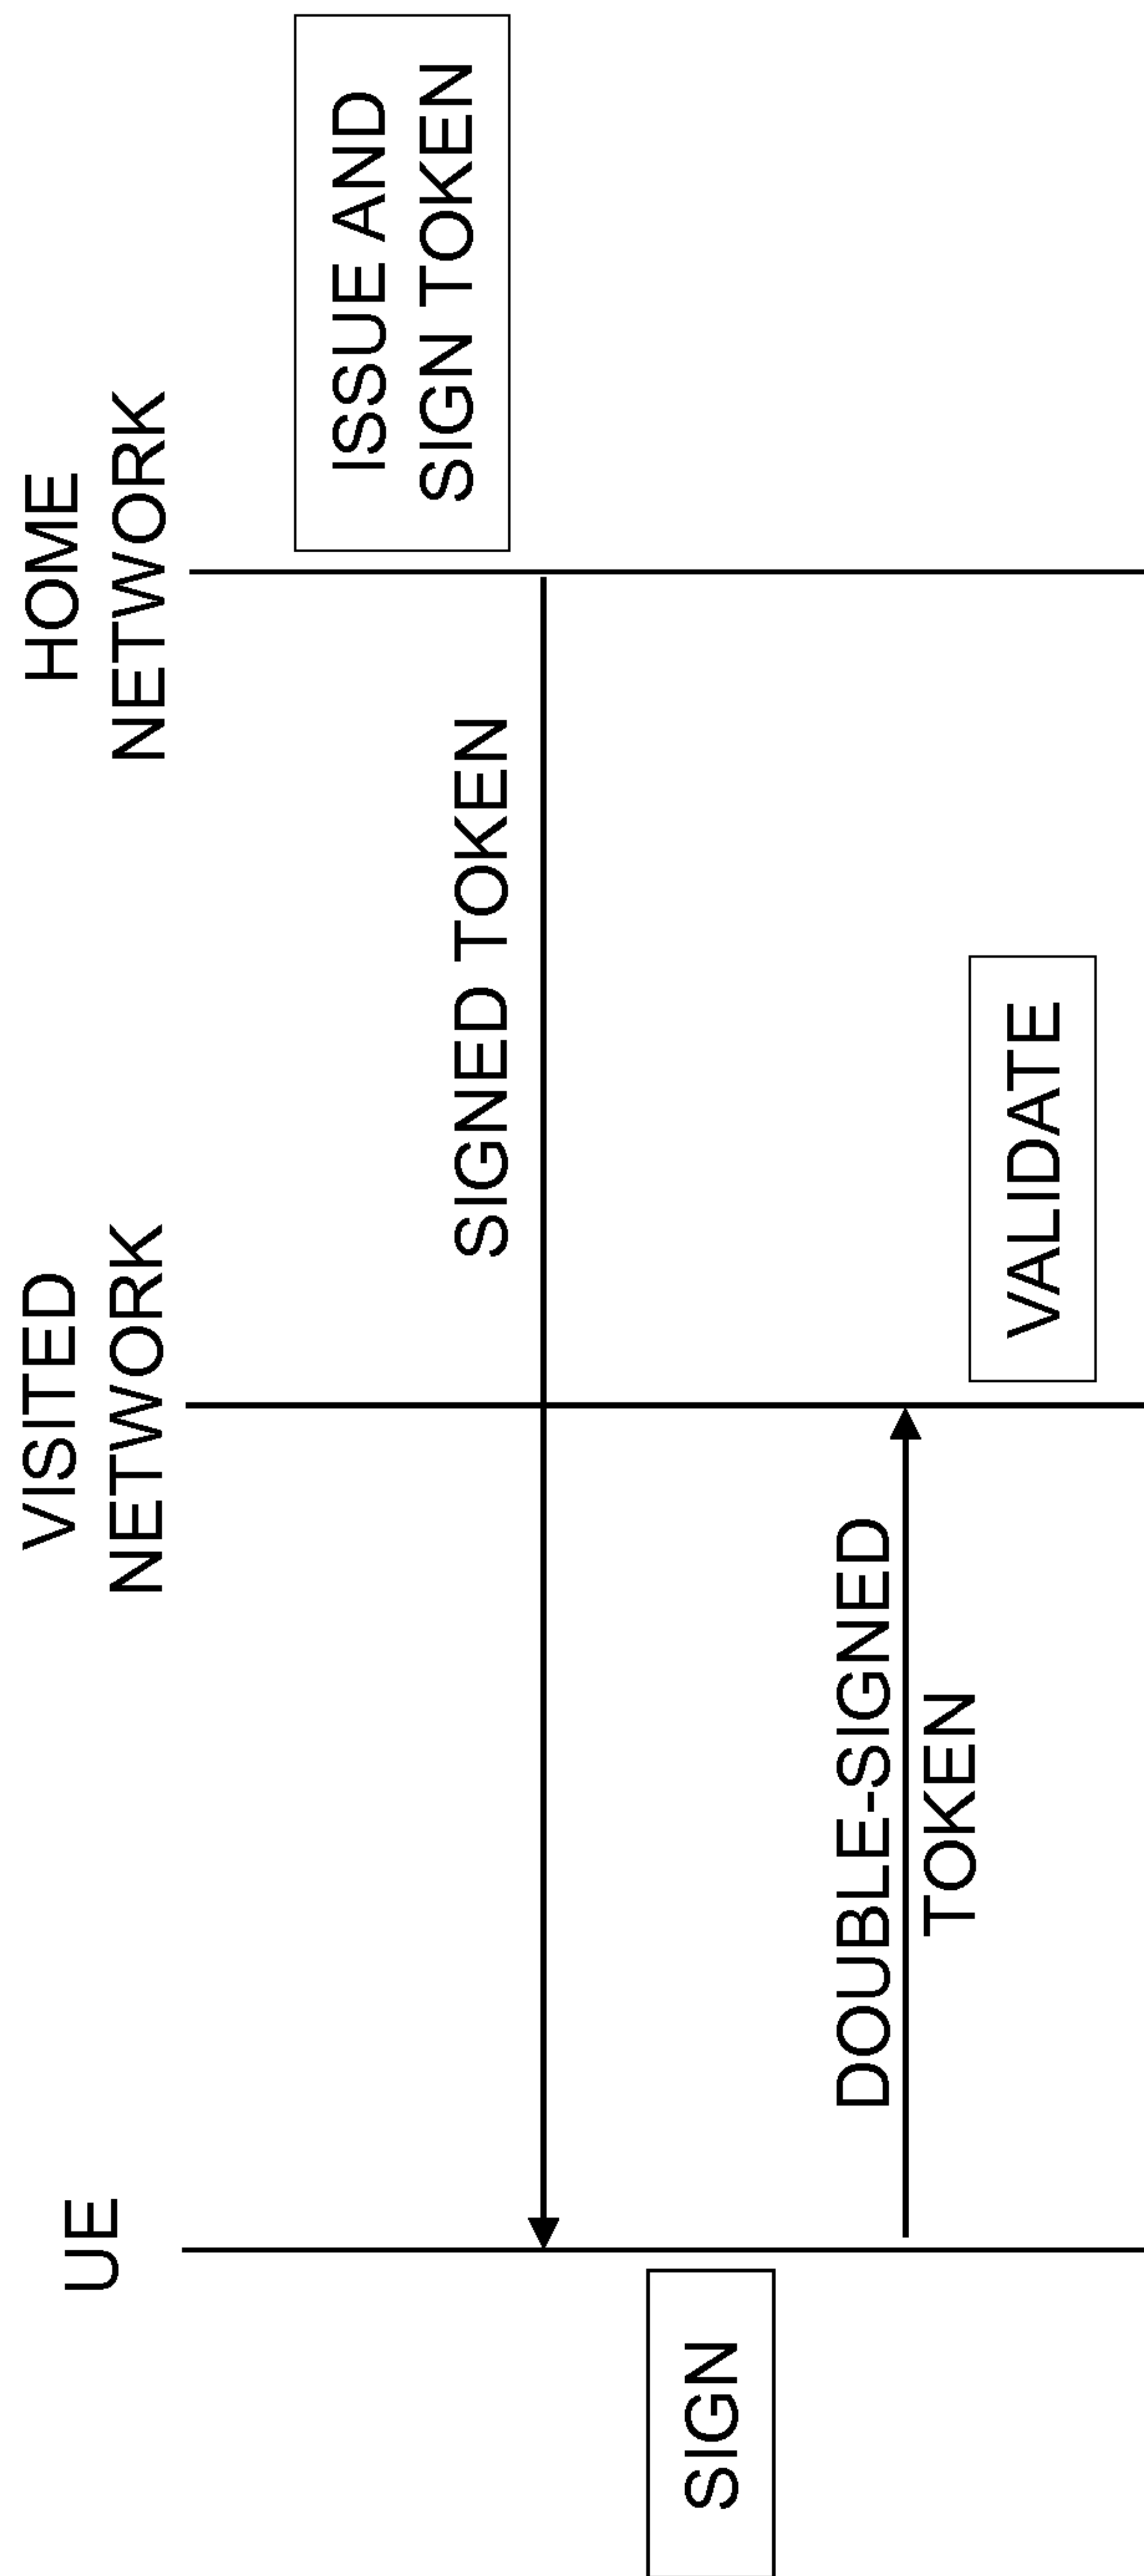 UE
VISITED
NETWORK
HOME
NETWORK
ISSUE AND
SIGN TOKEN
SIGNED TOKEN
SIGN
DOUBLE-SIGNED
TOKEN
VALIDATE